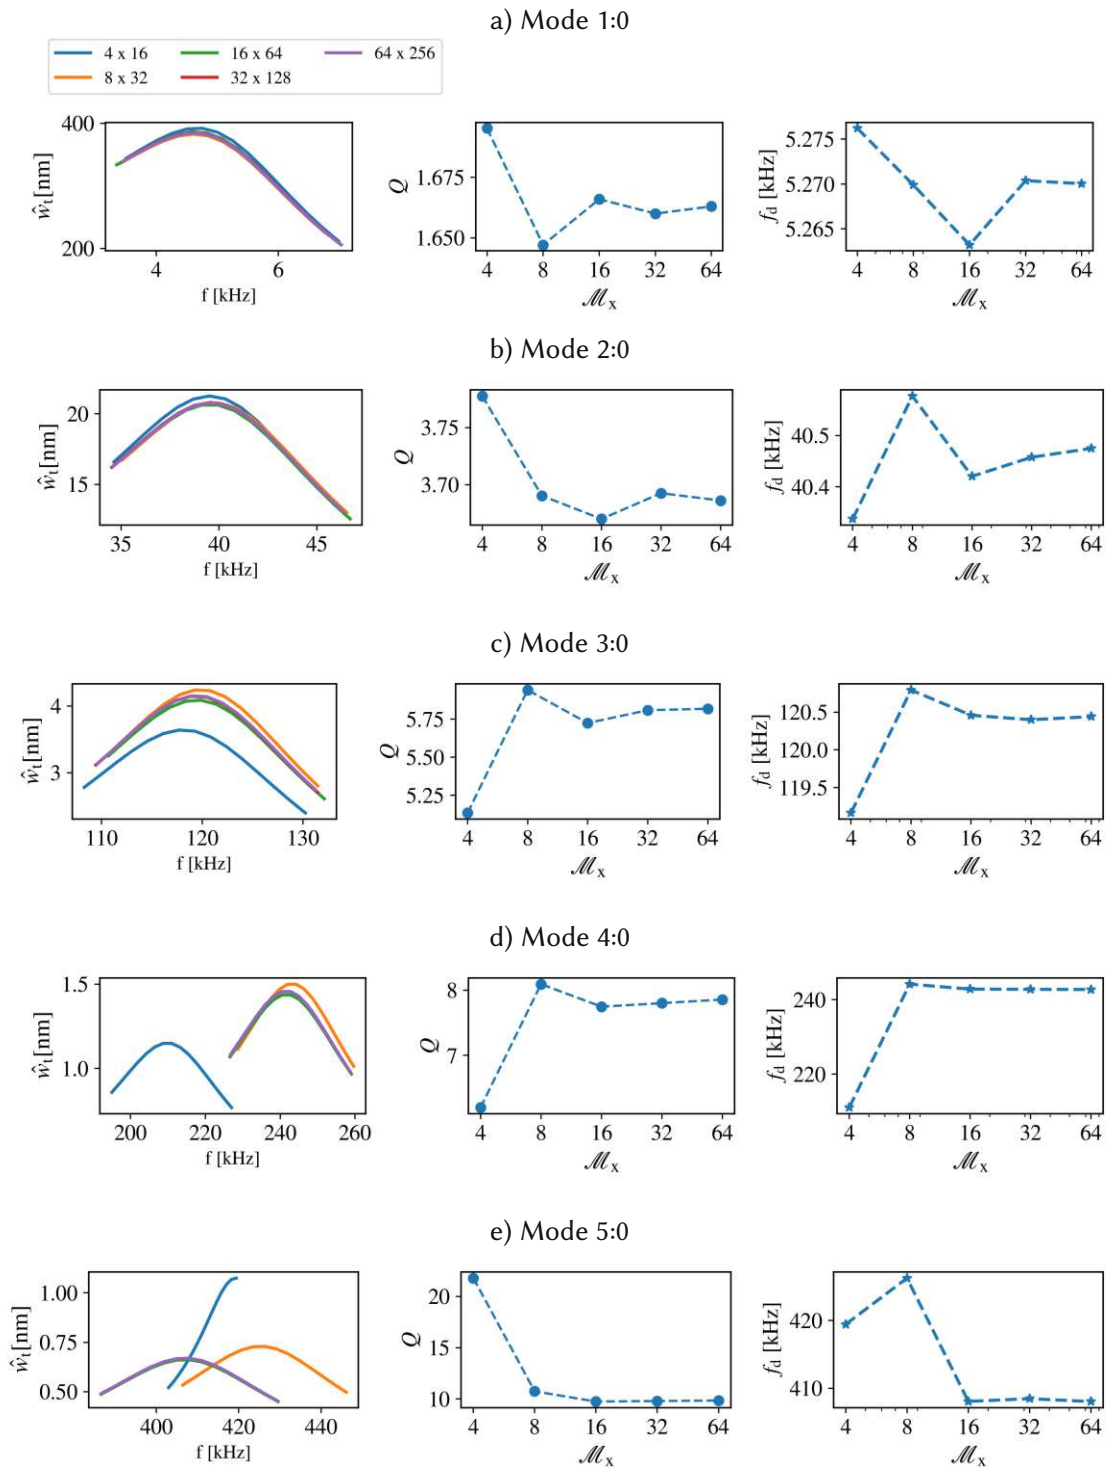 a) Mode 1:0
4 x 16
16 x 64
64 x 256
8 x 32
32 x 128
400
200
4
6
ŵt[nm]
f [kHz]
1.675
1.650
Q
4
8
16
32
64
ℳx
5.275
5.270
5.265
fd [kHz]
4
8
16
32
64
ℳx
b) Mode 2:0
20
15
ŵt[nm]
35
40
45
f [kHz]
3.75
3.70
Q
4
8
16
32
64
ℳx
40.5
40.4
fd [kHz]
4
8
16
32
64
ℳx
c) Mode 3:0
4
3
ŵt[nm]
110
120
130
f [kHz]
5.75
5.50
5.25
Q
4
8
16
32
64
ℳx
120.5
120.0
119.5
fd [kHz]
4
8
16
32
64
ℳx
d) Mode 4:0
1.5
1.0
ŵt[nm]
200
220
240
260
f [kHz]
8
7
Q
4
8
16
32
64
ℳx
240
220
fd [kHz]
4
8
16
32
64
ℳx
e) Mode 5:0
1.00
0.75
0.50
ŵt[nm]
400
420
440
f [kHz]
20
15
10
Q
4
8
16
32
64
ℳx
420
410
fd [kHz]
4
8
16
32
64
ℳx